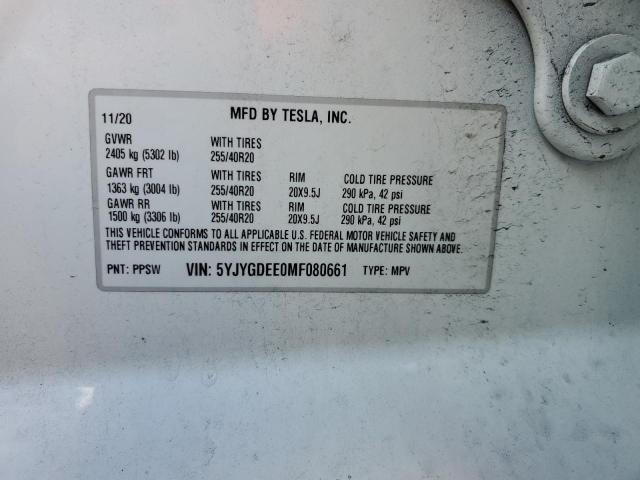 11/20 MFD BY TESLA, INC.
GVWR WITH TIRES
2405 kg (5302 lb) 255/40R20
GAWR FRT WITH TIRES RIM COLD TIRE PRESSURE
1363 kg (3004 lb) 255/40R20 20X9.5J 290 kPa, 42 psi
GAWR RR WITH TIRES RIM COLD TIRE PRESSURE
1500 kg (3306 lb) 255/40R20 20X9.5J 290 kPa, 42 psi
THIS VEHICLE CONFORMS TO ALL APPLICABLE U.S. FEDERAL MOTOR VEHICLE SAFETY AND
THEFT PREVENTION STANDARDS IN EFFECT ON THE DATE OF MANUFACTURE SHOWN ABOVE.
PNT: PPSW VIN: 5YJYGDEE0MF080661 TYPE: MPV